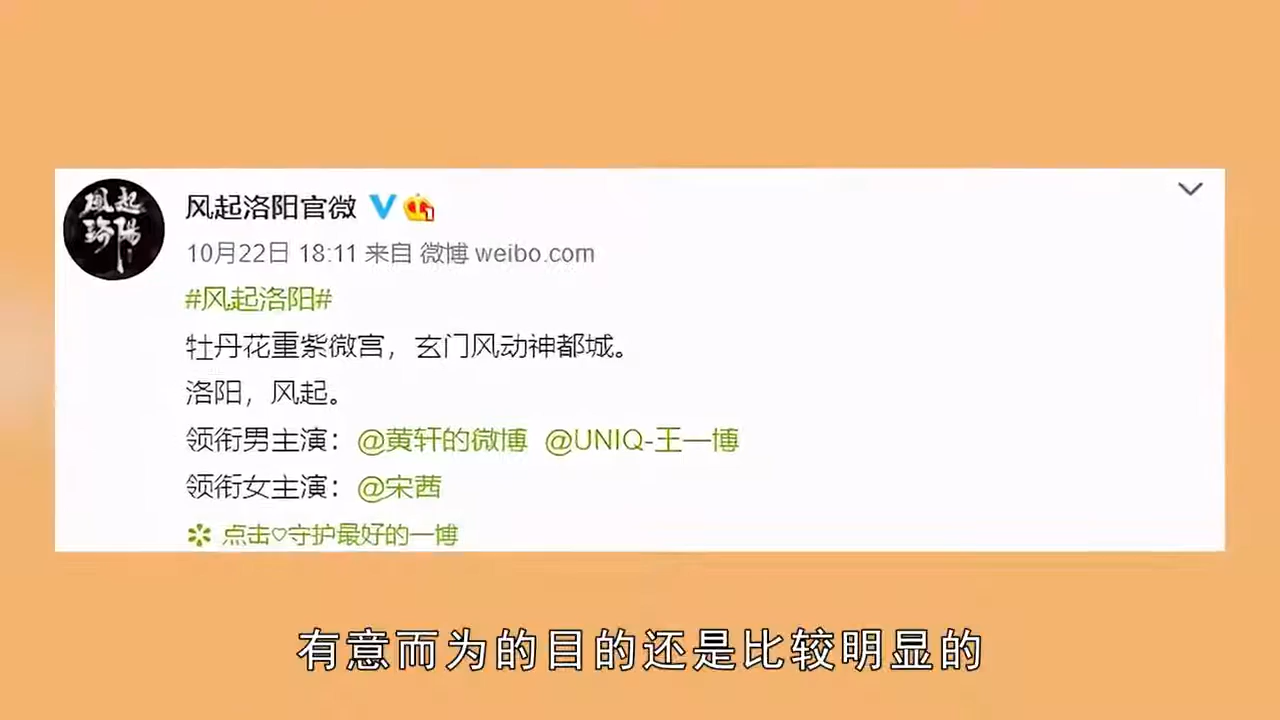 風起
洛陽
风起洛阳官微
10月22日 18:11 来自 微博 weibo.com
#风起洛阳#
牡丹花重紫微宫，玄门风动神都城。
洛阳，风起。
领衔男主演：@黄轩的微博 @UNIQ-王一博
领衔女主演：@宋茜
点击♡守护最好的一博
有意而为的目的还是比较明显的